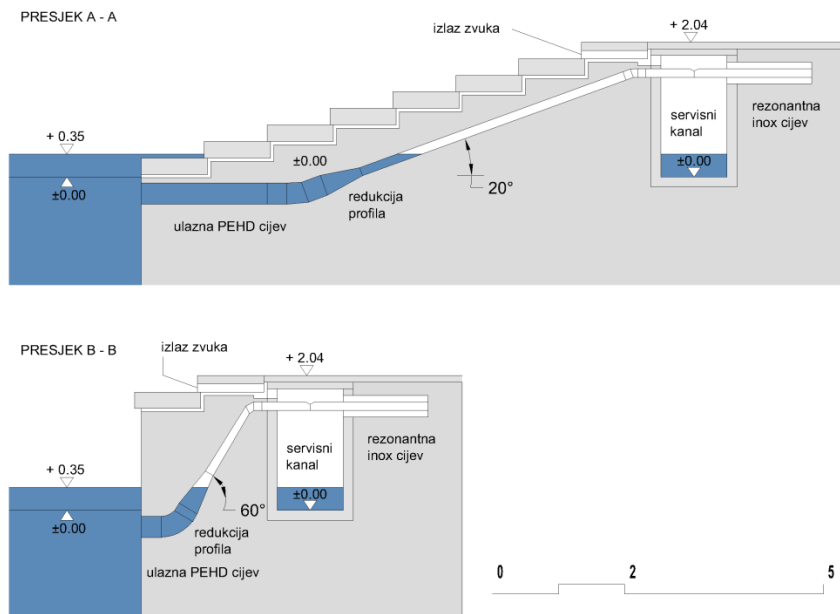 PRESJEK A - A
izlaz zvuka
+ 2.04
servisni
kanal
rezonantna
inox cijev
+ 0.35
±0.00
±0.00
±0.00
20°
redukcija
profila
ulazna PEHD cijev
PRESJEK B - B
izlaz zvuka
+ 2.04
servisni
kanal
rezonantna
inox cijev
+ 0.35
±0.00
±0.00
60°
redukcija
profila
ulazna PEHD cijev
0 2 5